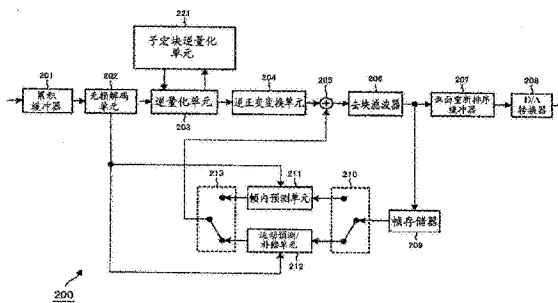 221
子宏块逆量化
单元
201
累积
缓冲器
202
无损解码
单元
逆量化单元
203
204
逆正交变换单元
205
206
去块滤波器
207
画面重新排序
缓冲器
208
D/A
转换器
213
211
帧内预测单元
210
运动预测/
补偿单元
212
帧存储器
209
200